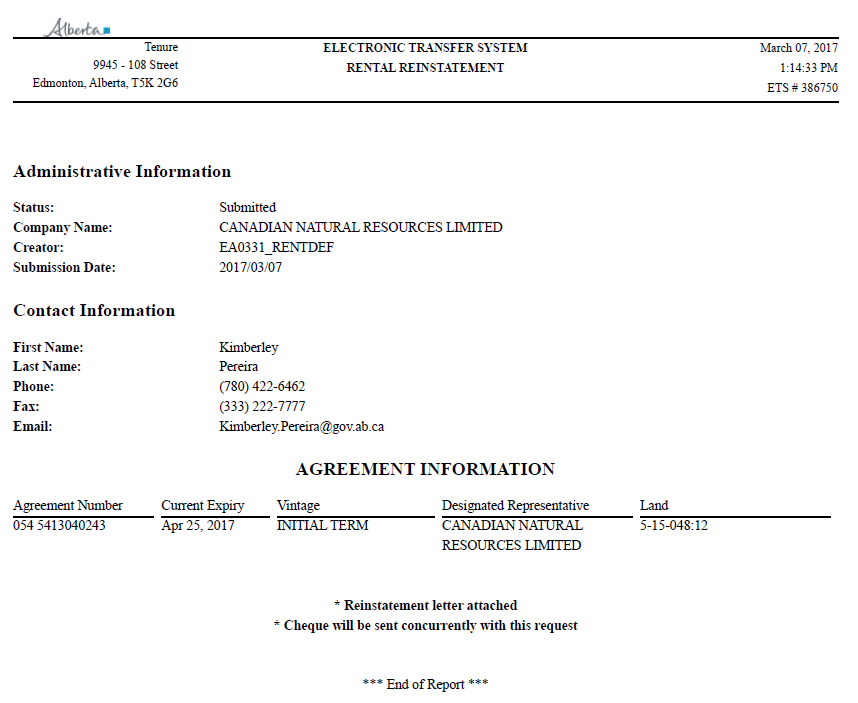 Alberta
Tenure
9945 - 108 Street
Edmonton, Alberta, T5K 2G6
ELECTRONIC TRANSFER SYSTEM
RENTAL REINSTATEMENT
March 07, 2017
1:14:33 PM
ETS # 386750
Administrative Information
Status: Submitted
Company Name: CANADIAN NATURAL RESOURCES LIMITED
Creator: EA0331_RENTDEF
Submission Date: 2017/03/07
Contact Information
First Name: Kimberley
Last Name: Pereira
Phone: (780) 422-6462
Fax: (333) 222-7777
Email: Kimberley.Pereira@gov.ab.ca
AGREEMENT INFORMATION
Agreement Number Current Expiry Vintage Designated Representative Land
054 5413040243 Apr 25, 2017 INITIAL TERM CANADIAN NATURAL 5-15-048:12
RESOURCES LIMITED
* Reinstatement letter attached
* Cheque will be sent concurrently with this request
*** End of Report ***